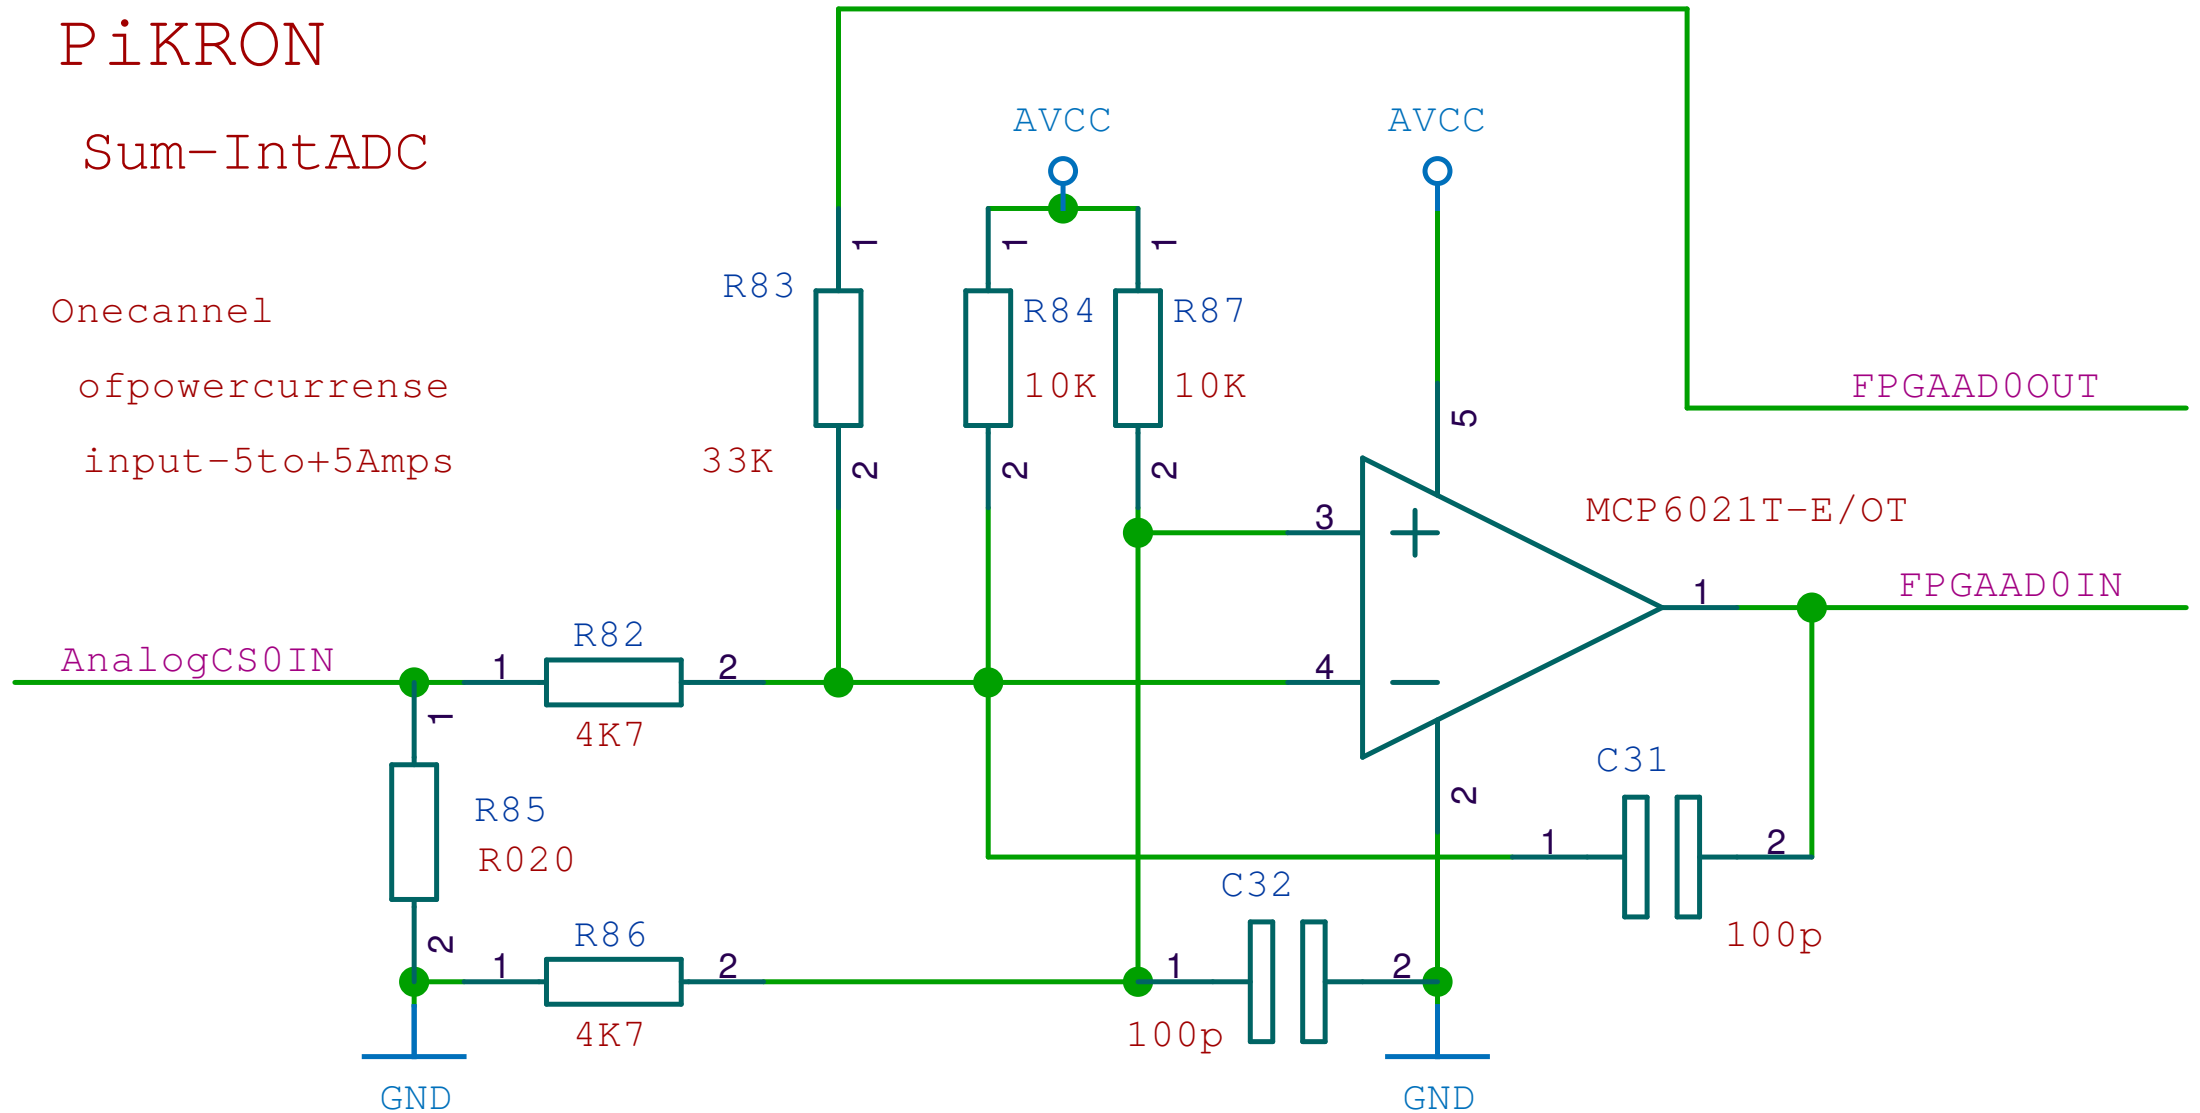 PiKRON
Sum-IntADC
Onecannel
ofpowercurrense
input-5to+5Amps
AVCC
AVCC
1
1
1
R83
R84
R87
10K
10K
33K
2
2
2
5
FPGAAD0OUT
3
MCP6021T-E/OT
1
FPGAAD0IN
AnalogCS0IN
1
R82
2
4
4K7
1
R85
R020
2
C31
1
2
100p
2
C32
1
R86
2
1
2
4K7
100p
GND
GND